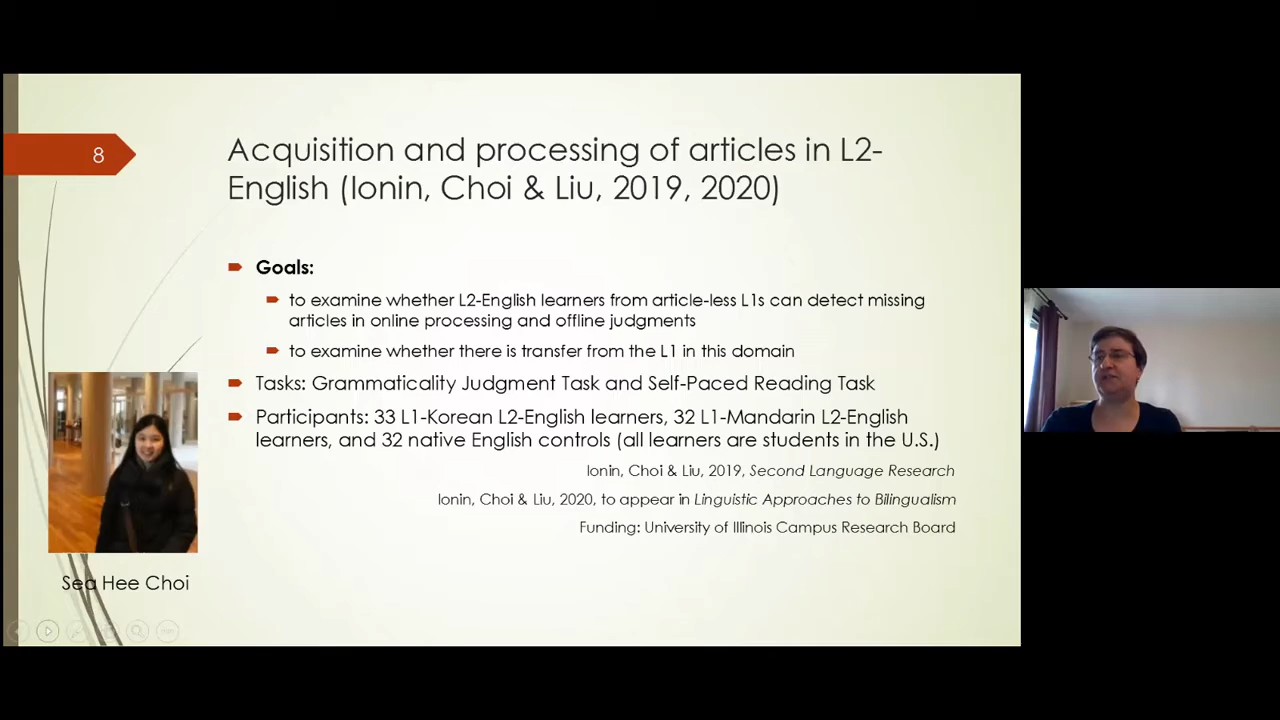 8
Acquisition and processing of articles in L2-
English (Ionin, Choi & Liu, 2019, 2020)
Goals:
to examine whether L2-English learners from article-less L1s can detect missing
articles in online processing and offline judgments
to examine whether there is transfer from the L1 in this domain
Tasks: Grammaticality Judgment Task and Self-Paced Reading Task
Participants: 33 L1-Korean L2-English learners, 32 L1-Mandarin L2-English
learners, and 32 native English controls (all learners are students in the U.S.)
Ionin, Choi & Liu, 2019, Second Language Research
Ionin, Choi & Liu, 2020, to appear in Linguistic Approaches to Bilingualism
Funding: University of Illinois Campus Research Board
Sea Hee Choi